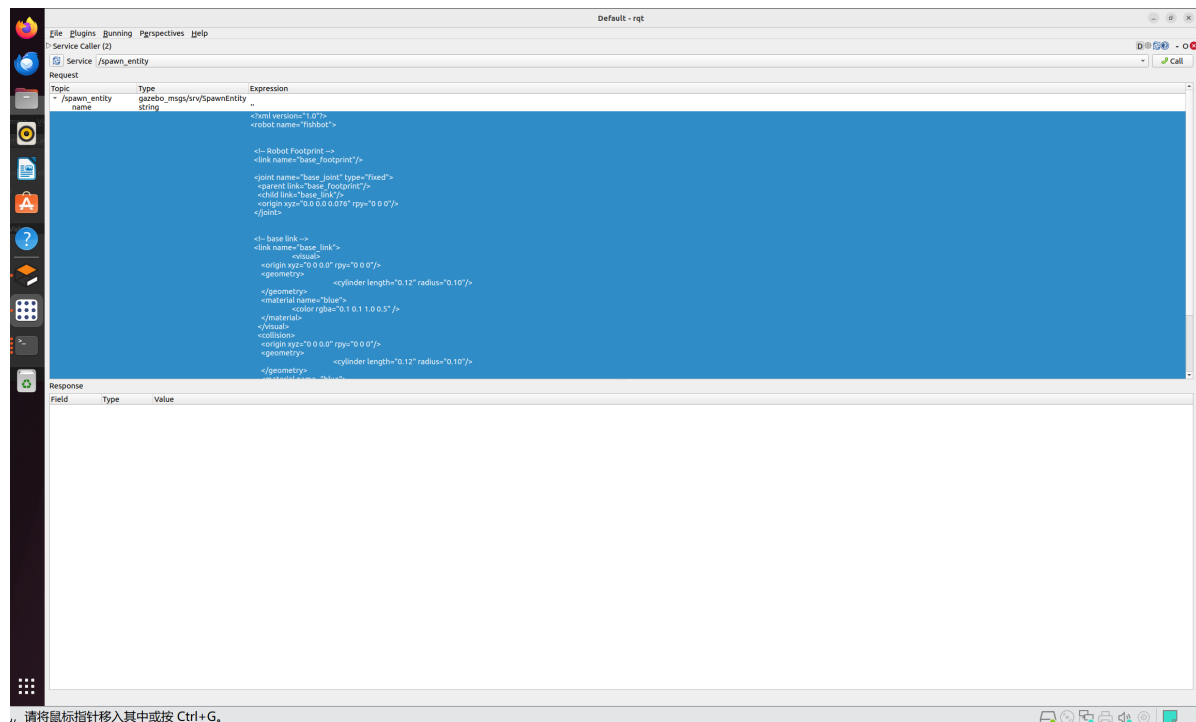 Default - rqt
File Plugins Running Perspectives Help
Service Caller (2)
Service /spawn_entity Call
Request
Topic Type Expression
/spawn_entity gazebo_msgs/srv/SpawnEntity
name string ''
<?xml version="1.0"?>
<robot name="fishbot">
<!-- Robot Footprint -->
<link name="base_footprint"/>
<joint name="base_joint" type="fixed">
<parent link="base_footprint"/>
<child link="base_link"/>
<origin xyz="0.0 0.0 0.076" rpy="0 0 0"/>
</joint>
<!-- base link -->
<link name="base_link">
<visual>
<origin xyz="0 0 0.0" rpy="0 0 0"/>
<geometry>
<cylinder length="0.12" radius="0.10"/>
</geometry>
<material name="blue">
<color rgba="0.1 0.1 1.0 0.5" />
</material>
</visual>
<collision>
<origin xyz="0 0 0.0" rpy="0 0 0"/>
<geometry>
<cylinder length="0.12" radius="0.10"/>
</geometry>
<material name="blue">
Response
Field Type Value
请将鼠标指针移入其中或按 Ctrl+G。